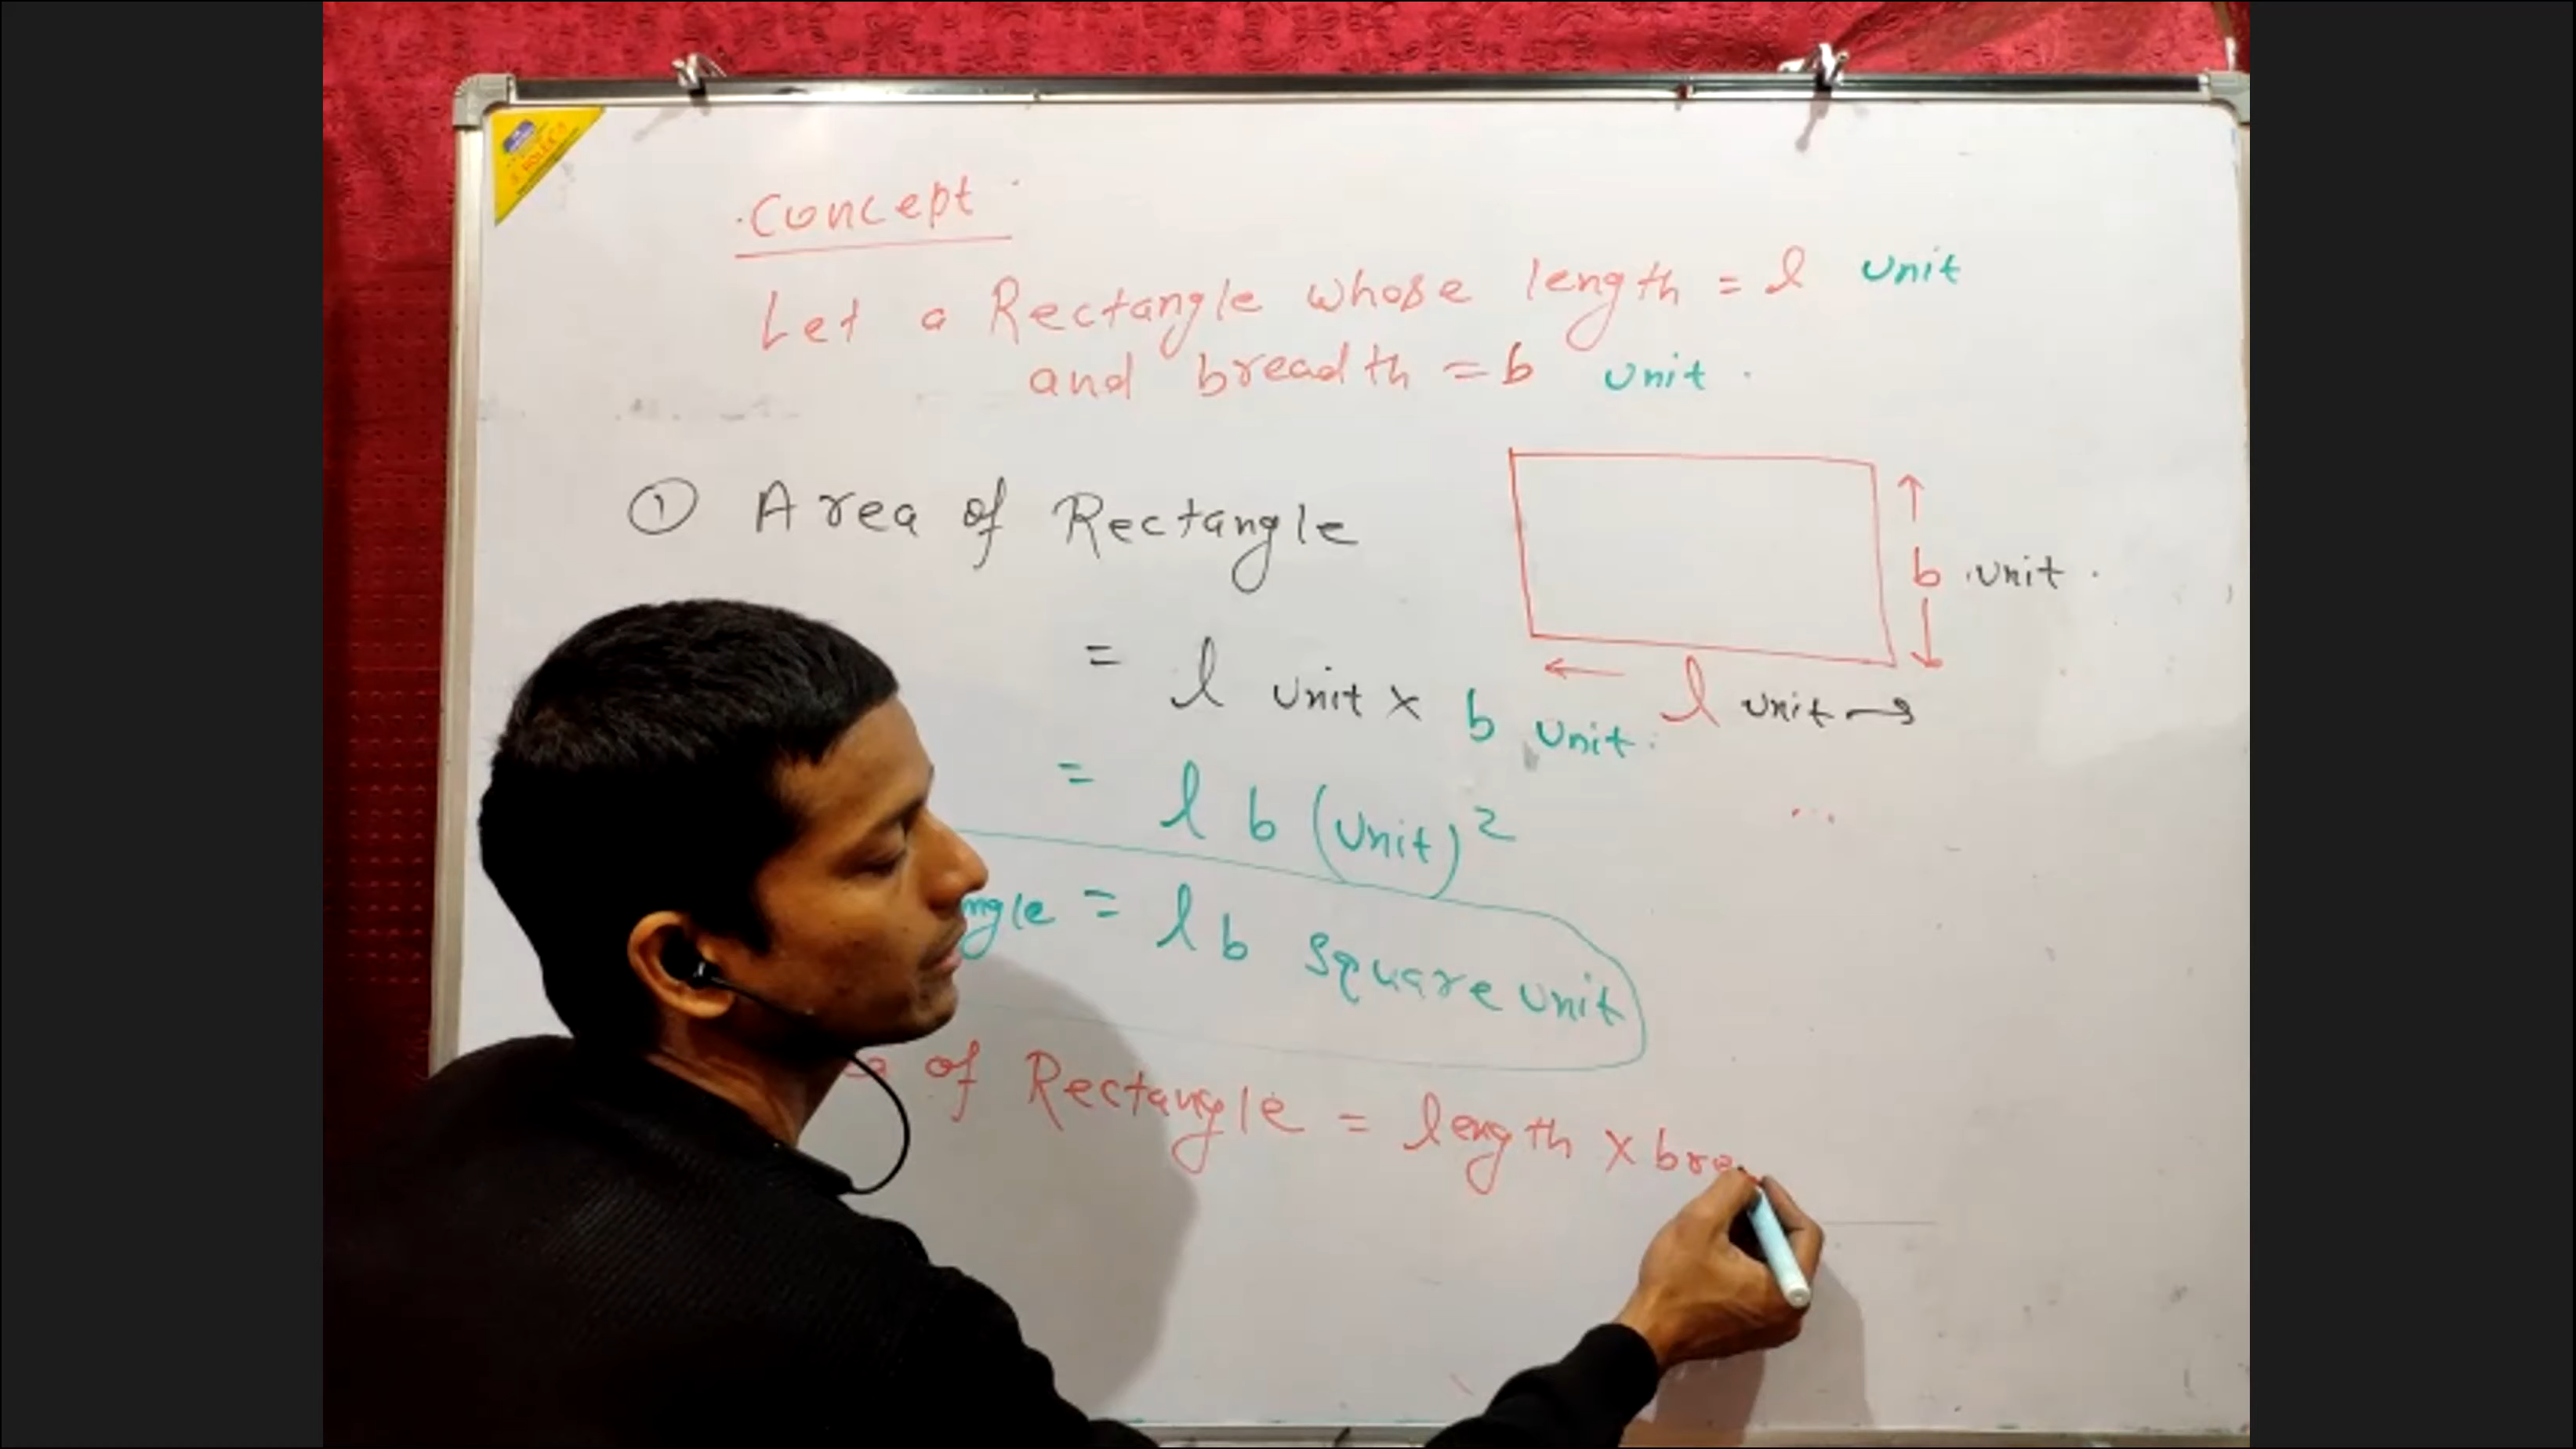 Concept
Let a Rectangle whose length = l unit
and breadth = b unit.
① Area of Rectangle
b unit.
= l unit x b unit.
l unit
= l b (unit)²
ngle = l b square unit
of Rectangle = length x bre